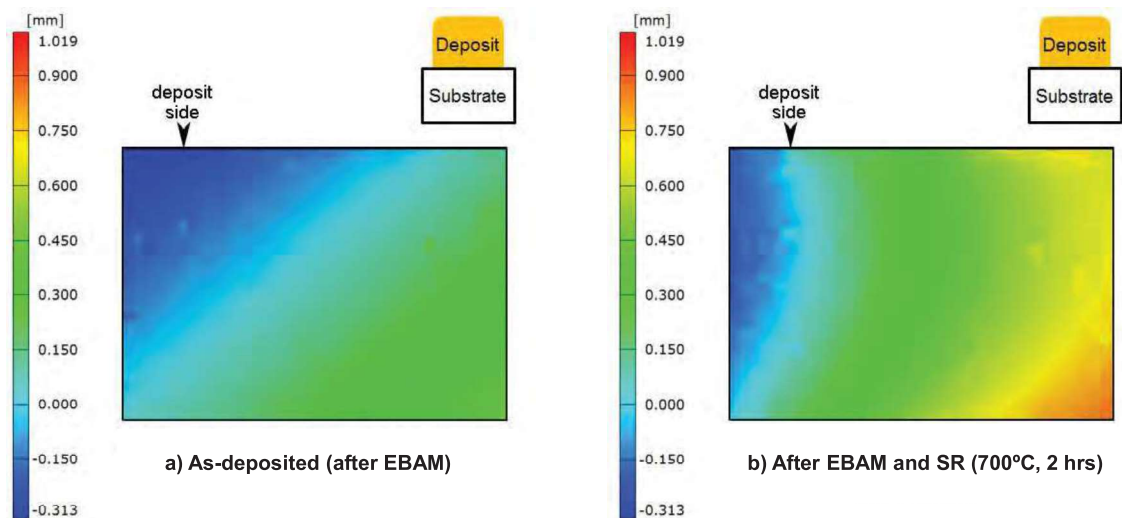 [mm]
1.019
0.900
0.750
0.600
0.450
0.300
0.150
0.000
-0.150
-0.313
Deposit
Substrate
deposit
side
a) As-deposited (after EBAM)
[mm]
1.019
0.900
0.750
0.600
0.450
0.300
0.150
0.000
-0.150
-0.313
Deposit
Substrate
deposit
side
b) After EBAM and SR (700ºC, 2 hrs)